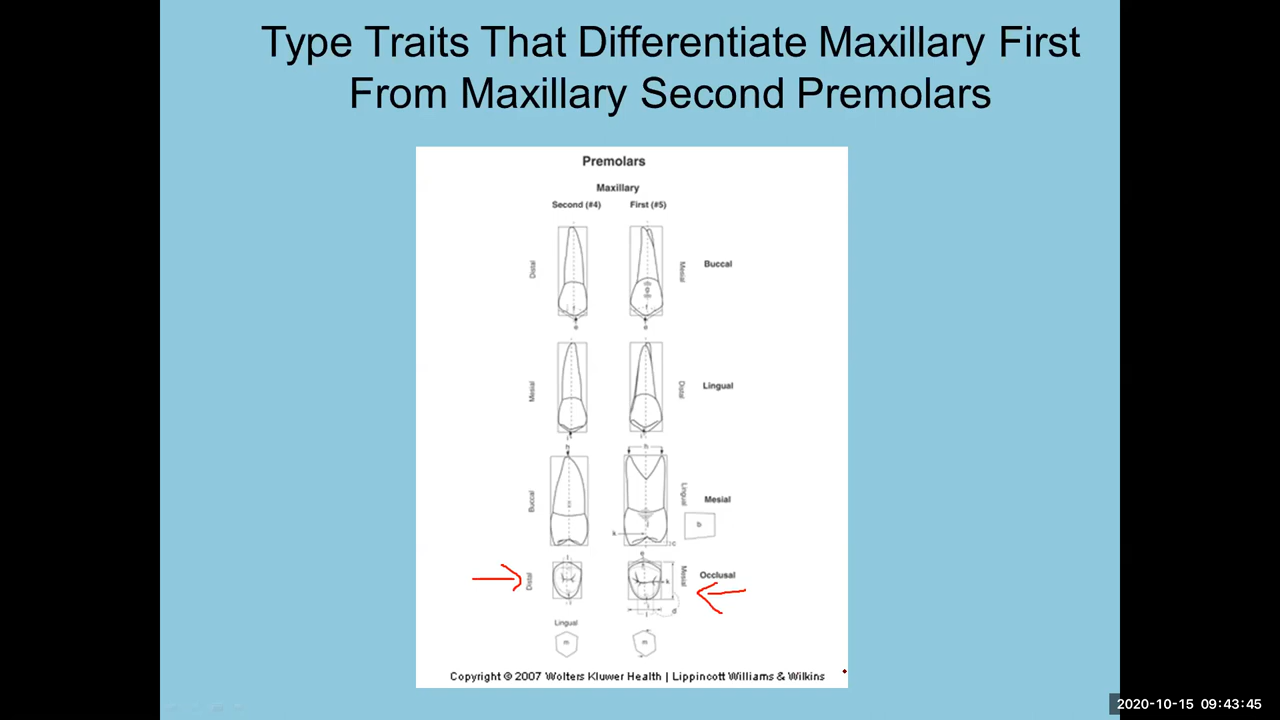 Type Traits That Differentiate Maxillary First
From Maxillary Second Premolars
Premolars
Maxillary
Second (#4) First (#5)
Distal Mesial Buccal
e e
Mesial Distal Lingual
i i
h h
Buccal Lingual Mesial
b
k c
Distal Mesial Occlusal
e
k
d
Lingual
m m
Copyright © 2007 Wolters Kluwer Health | Lippincott Williams & Wilkins
2020-10-15 09:43:45